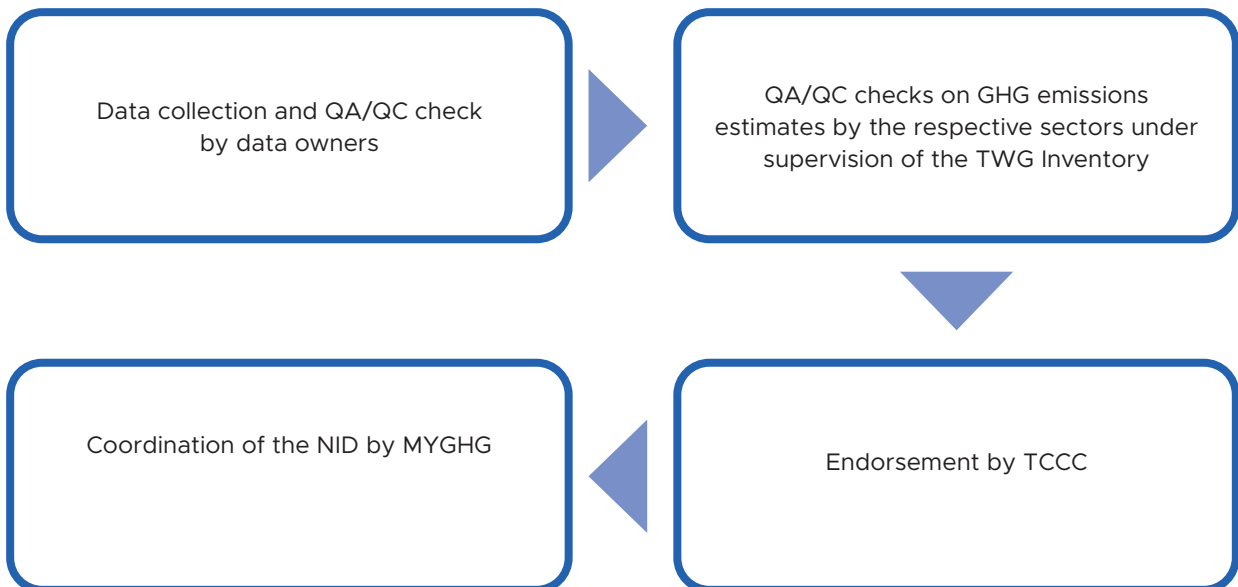 Data collection and QA/QC check
by data owners
QA/QC checks on GHG emissions
estimates by the respective sectors under
supervision of the TWG Inventory
Coordination of the NID by MYGHG
Endorsement by TCCC